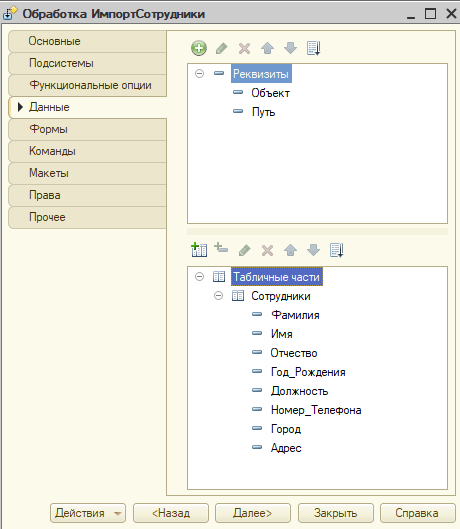 Обработка ИмпортСотрудники
Основные
Подсистемы
Функциональные опции
Данные
Формы
Команды
Макеты
Права
Прочее
Реквизиты
Объект
Путь
Табличные части
Сотрудники
Фамилия
Имя
Отчество
Год_Рождения
Должность
Номер_Телефона
Город
Адрес
Действия
<Назад
Далее>
Закрыть
Справка